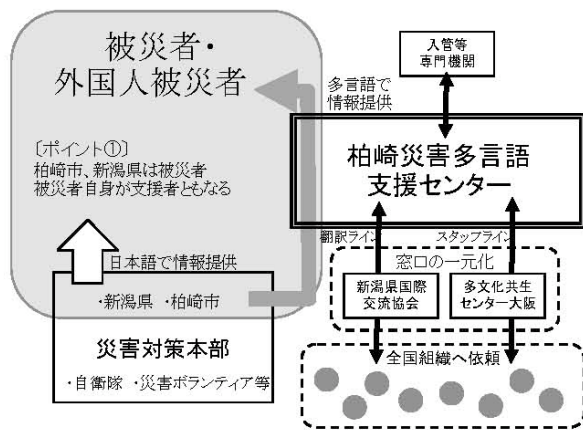 被災者・
外国人被災者
〔ポイント①〕
柏崎市、新潟県は被災者
被災者自身が支援者ともなる
日本語で情報提供
・新潟県 ・柏崎市
災害対策本部
・自衛隊 ・災害ボランティア等
入管等
専門機関
多言語で
情報提供
柏崎災害多言語
支援センター
翻訳ライン
スタッフライン
窓口の一元化
新潟県国際
交流協会
多文化共生
センター大阪
全国組織へ依頼